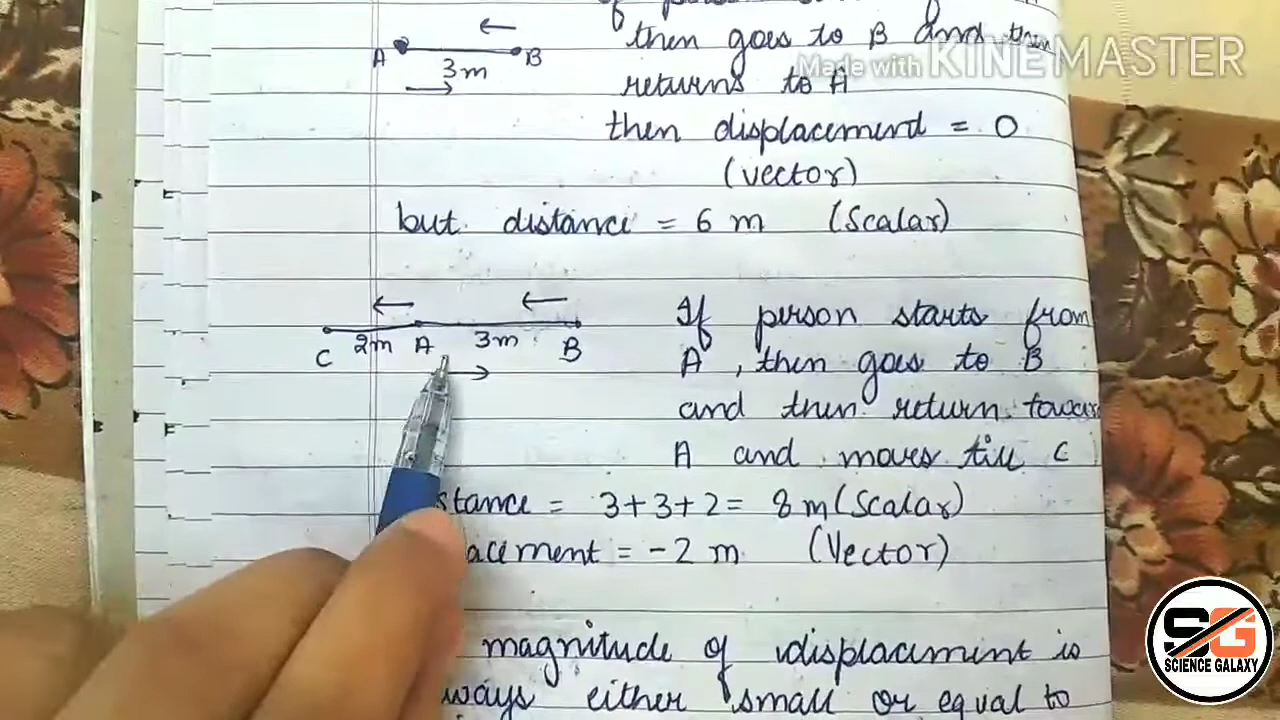 then goes to B and then
A B
3m
Made with KINEMASTER
returns to A
then displacement = 0
(vector)
but distance = 6 m (Scalar)
C 2m A 3m B
If person starts from
A, then goes to B
and then return towar
A and moves till C
stance = 3+3+2= 8 m (Scalar)
acement = -2 m (Vector)
magnitude of displacement is
ways either small or equal to
SG
SCIENCE GALAXY